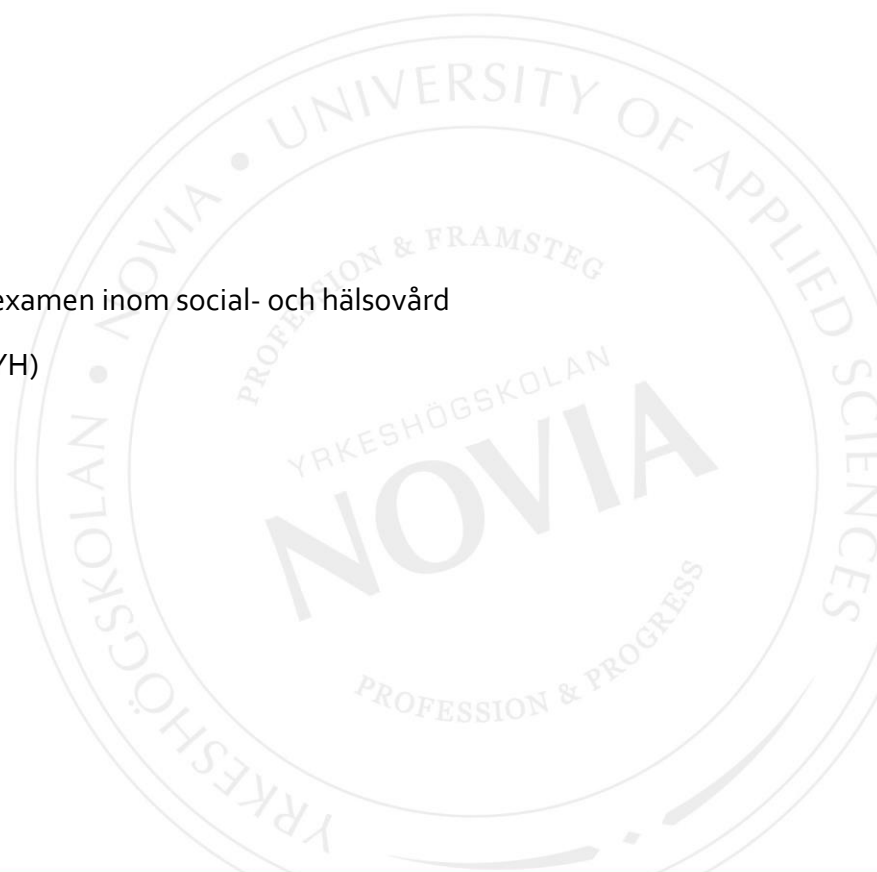 examen inom social- och hälsovård
YH)
YRKESHÖGSKOLAN • NOVIA • UNIVERSITY OF APPLIED SCIENCES
PROFESSION & FRAMSTEG
YRKESHÖGSKOLAN
NOVIA
PROFESSION & PROGRESS